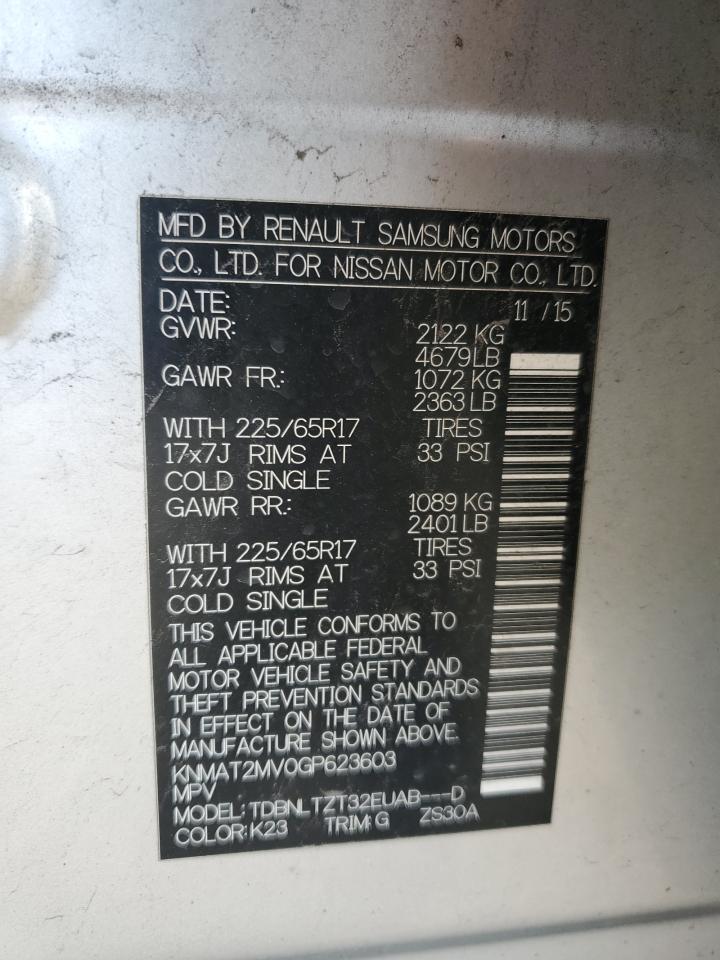 MFD BY RENAULT SAMSUNG MOTORS
CO., LTD. FOR NISSAN MOTOR CO., LTD.
DATE: 11 / 15
GVWR: 2122 KG
4679 LB
GAWR FR.: 1072 KG
2363 LB
WITH 225/65R17 TIRES
17x7J RIMS AT 33 PSI
COLD SINGLE
GAWR RR.: 1089 KG
2401 LB
WITH 225/65R17 TIRES
17x7J RIMS AT 33 PSI
COLD SINGLE
THIS VEHICLE CONFORMS TO
ALL APPLICABLE FEDERAL
MOTOR VEHICLE SAFETY AND
THEFT PREVENTION STANDARDS
IN EFFECT ON THE DATE OF
MANUFACTURE SHOWN ABOVE.
KNMAT2MV0GP623603
MPV
MODEL: TDBNLTZT32EUAB---D
COLOR: K23 TRIM: G ZS30A